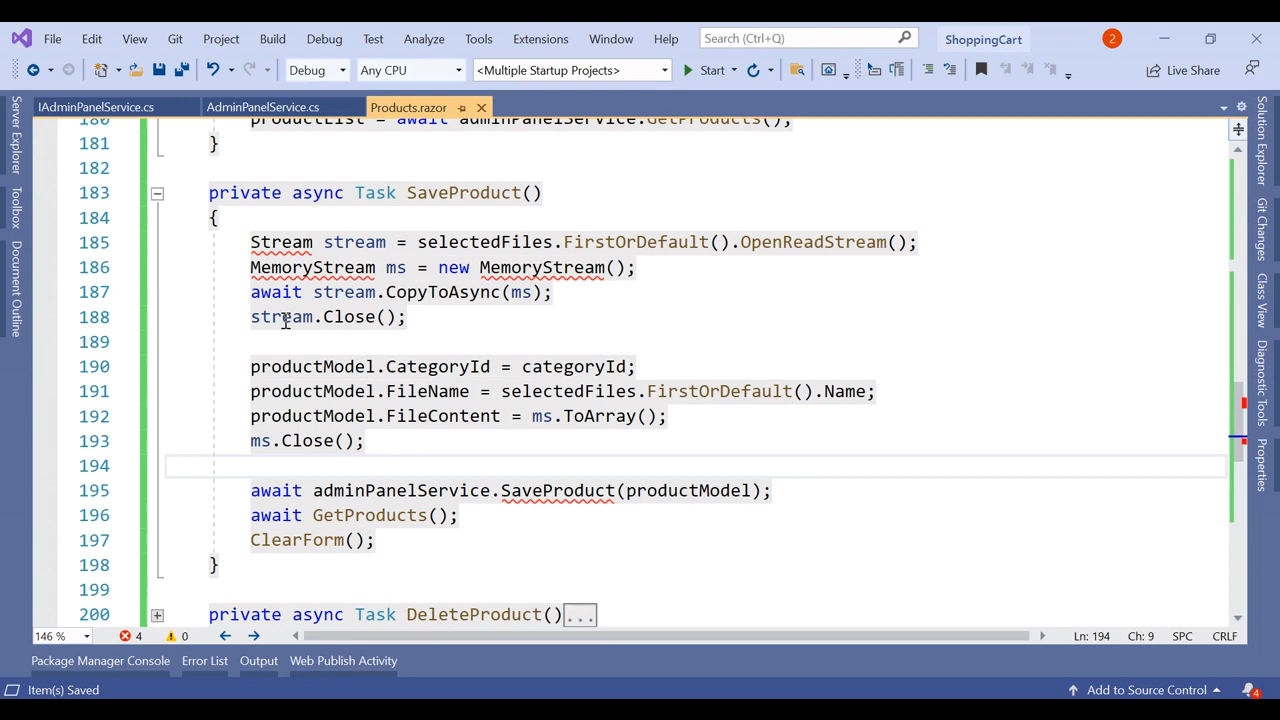 File Edit View Git Project Build Debug Test Analyze Tools Extensions Window Help Search (Ctrl+Q) ShoppingCart 2
Debug Any CPU <Multiple Startup Projects> Start Live Share
IAdminPanelService.cs AdminPanelService.cs Products.razor
Server Explorer
Toolbox
Document Outline
180 productList = await adminPanelService.GetProducts();
181 }
182
183 private async Task SaveProduct()
184 {
185 Stream stream = selectedFiles.FirstOrDefault().OpenReadStream();
186 MemoryStream ms = new MemoryStream();
187 await stream.CopyToAsync(ms);
188 stream.Close();
189
190 productModel.CategoryId = categoryId;
191 productModel.FileName = selectedFiles.FirstOrDefault().Name;
192 productModel.FileContent = ms.ToArray();
193 ms.Close();
194
195 await adminPanelService.SaveProduct(productModel);
196 await GetProducts();
197 ClearForm();
198 }
199
200 private async Task DeleteProduct()...
Solution Explorer
Git Changes
Class View
Diagnostic Tools
Properties
146 % 4 0 Ln: 194 Ch: 9 SPC CRLF
Package Manager Console Error List Output Web Publish Activity
Item(s) Saved Add to Source Control 4